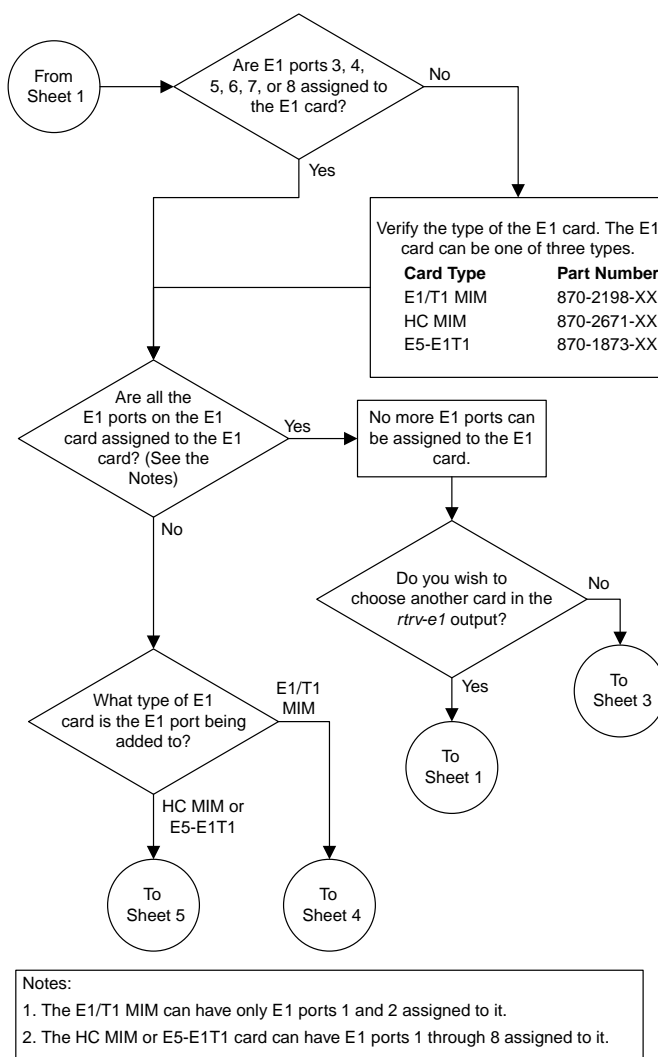 From
Sheet 1
Are E1 ports 3, 4,
5, 6, 7, or 8 assigned to
the E1 card?
No
Yes
Verify the type of the E1 card. The E1
card can be one of three types.
Card Type Part Number
E1/T1 MIM 870-2198-XX
HC MIM 870-2671-XX
E5-E1T1 870-1873-XX
Are all the
E1 ports on the E1
card assigned to the E1
card? (See the
Notes)
Yes
No more E1 ports can
be assigned to the E1
card.
No
Do you wish to
choose another card in the
rtrv-e1 output?
No
Yes
To
Sheet 3
To
Sheet 1
What type of E1
card is the E1 port being
added to?
E1/T1
MIM
HC MIM or
E5-E1T1
To
Sheet 5
To
Sheet 4
Notes:
1. The E1/T1 MIM can have only E1 ports 1 and 2 assigned to it.
2. The HC MIM or E5-E1T1 card can have E1 ports 1 through 8 assigned to it.